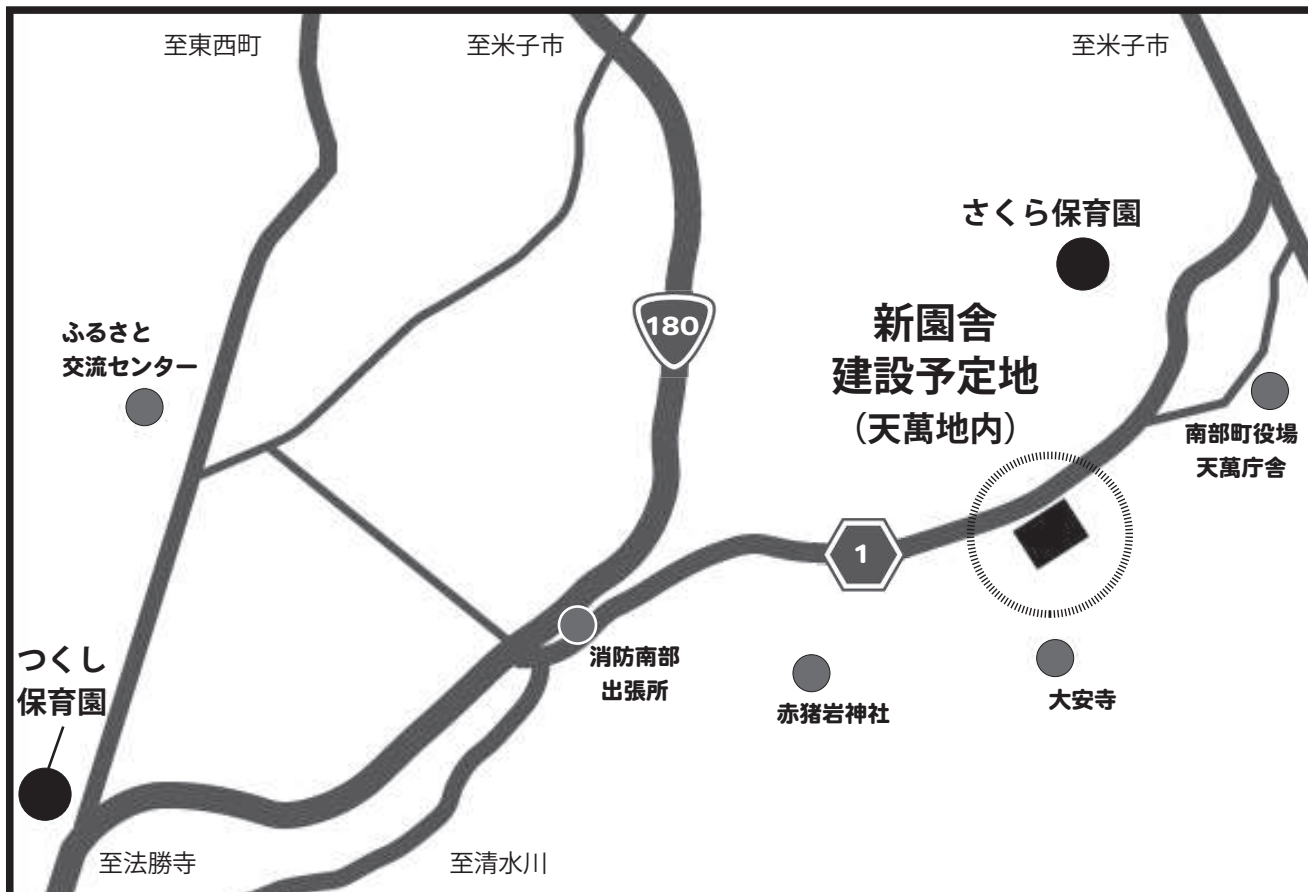 至東西町
至米子市
至米子市
さくら保育園
ふるさと
交流センター
180
新園舎
建設予定地
（天萬地内）
南部町役場
天萬庁舎
1
つくし
保育園
消防南部
出張所
赤猪岩神社
大安寺
至法勝寺
至清水川